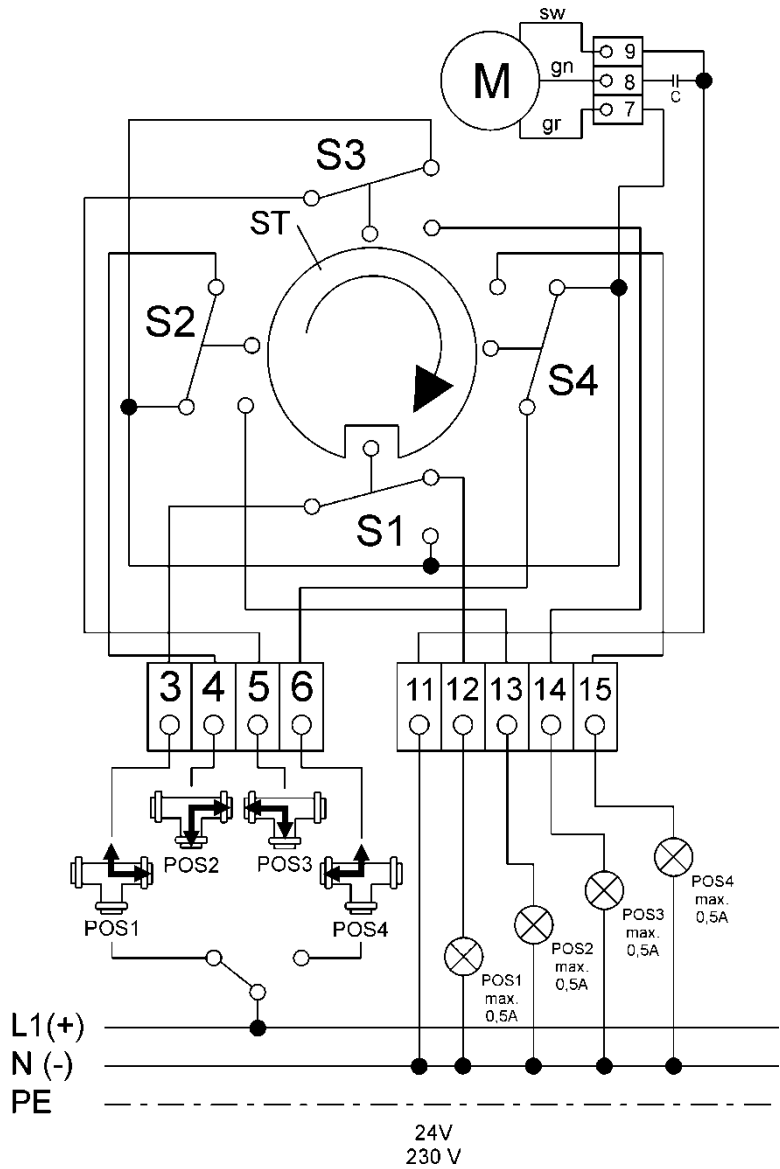 sw
M
9
gn
8
C
gr
7
S3
ST
S2
S4
S1
3 4 5 6
11 12 13 14 15
POS1
POS2
POS3
POS4
POS1
max.
0,5A
POS2
max.
0,5A
POS3
max.
0,5A
POS4
max.
0,5A
L1(+)
N (-)
PE
24V
230 V